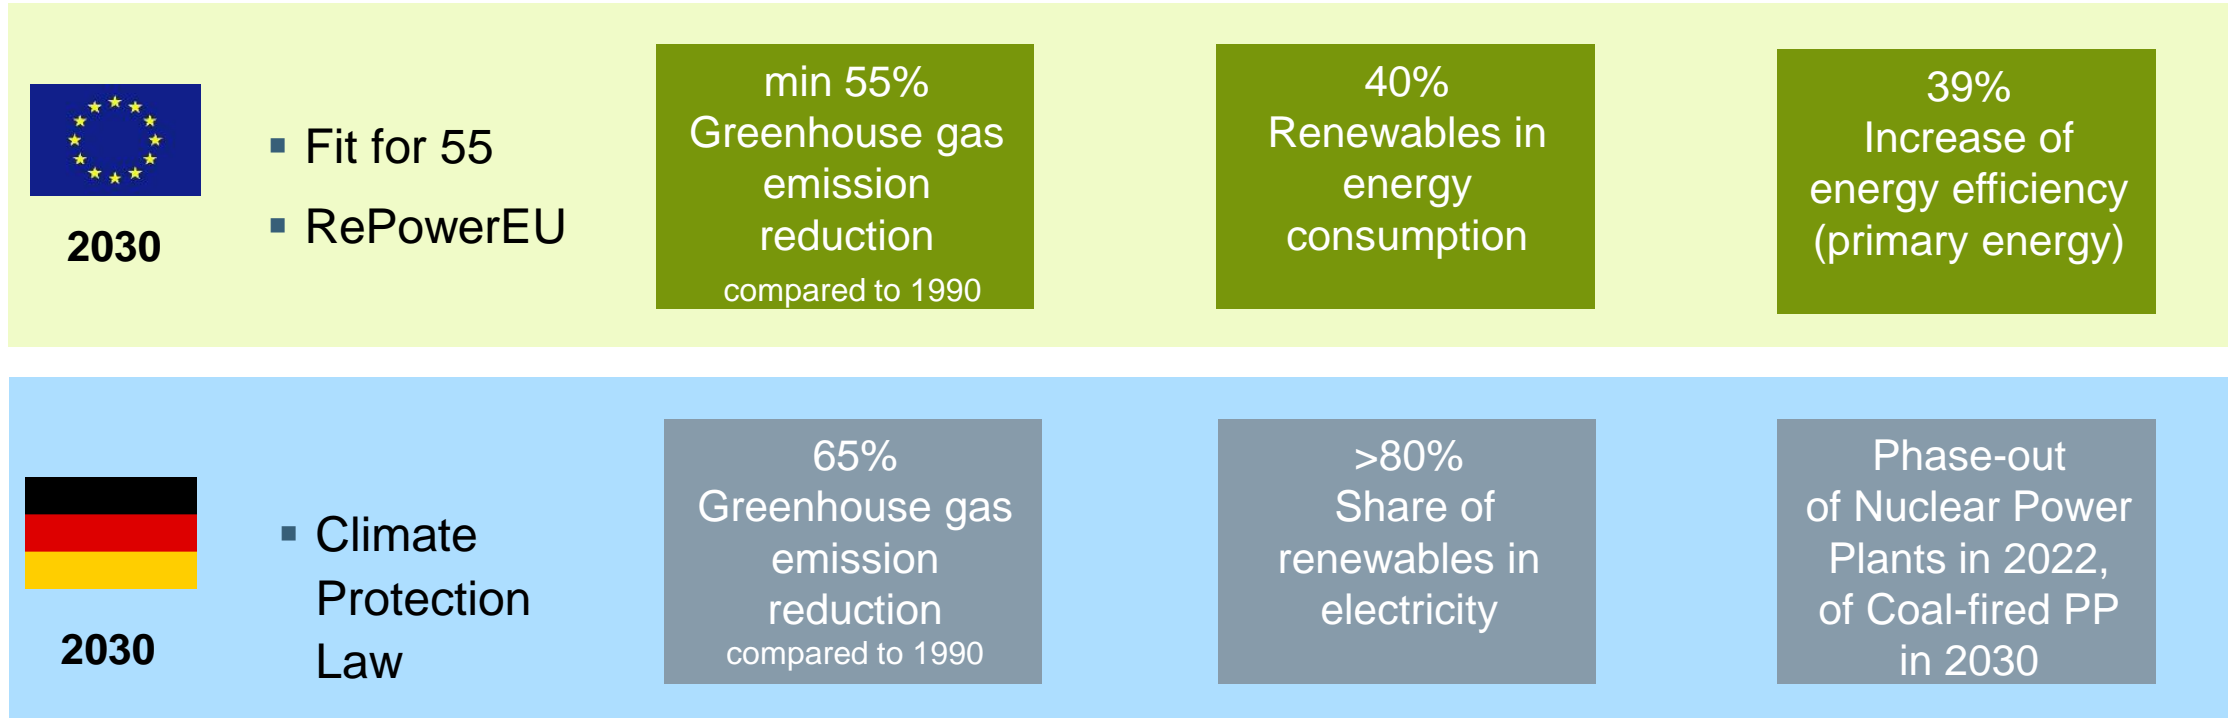 2030
▪ Fit for 55
▪ RePowerEU
min 55%
Greenhouse gas
emission
reduction
compared to 1990
40%
Renewables in
energy
consumption
39%
Increase of
energy efficiency
(primary energy)
2030
▪ Climate
Protection
Law
65%
Greenhouse gas
emission
reduction
compared to 1990
>80%
Share of
renewables in
electricity
Phase-out
of Nuclear Power
Plants in 2022,
of Coal-fired PP
in 2030